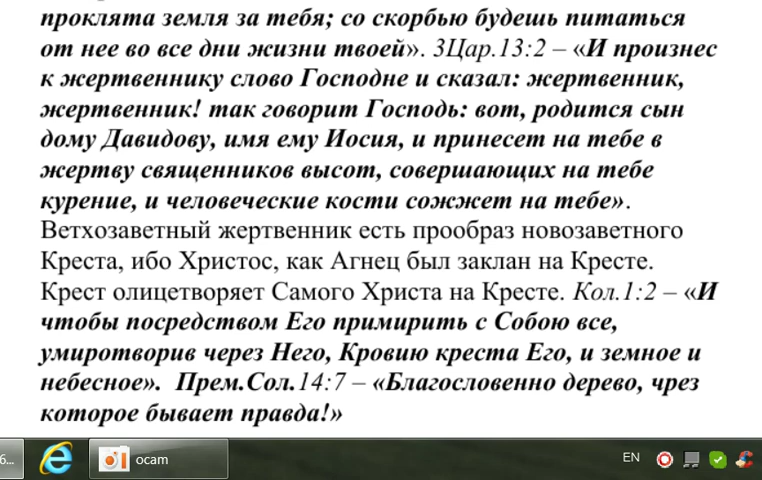 проклята земля за тебя; со скорбью будешь питаться
от нее во все дни жизни твоей». 3Цар.13:2 – «И произнес
к жертвеннику слово Господне и сказал: жертвенник,
жертвенник! так говорит Господь: вот, родится сын
дому Давидову, имя ему Иосия, и принесет на тебе в
жертву священников высот, совершающих на тебе
курение, и человеческие кости сожжет на тебе».
Ветхозаветный жертвенник есть прообраз новозаветного
Креста, ибо Христос, как Агнец был заклан на Кресте.
Крест олицетворяет Самого Христа на Кресте. Кол.1:2 – «И
чтобы посредством Его примирить с Собою все,
умиротворив через Него, Кровию креста Его, и земное и
небесное». Прем.Сол.14:7 – «Благословенно дерево, чрез
которое бывает правда!»
6... ocam EN